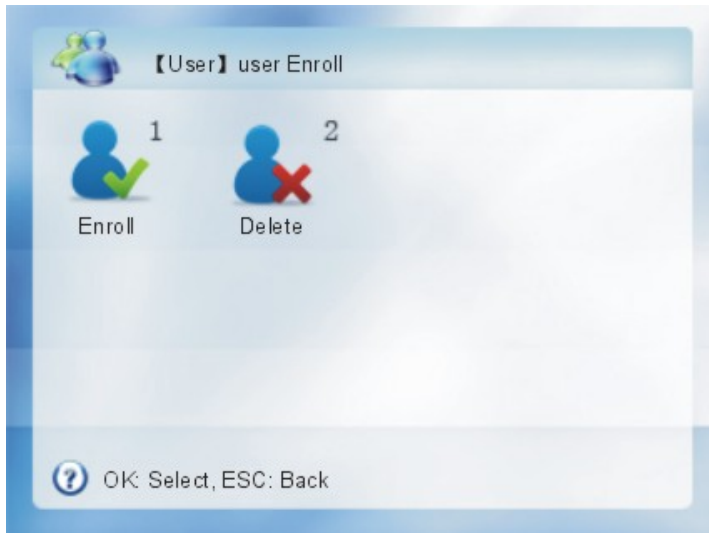 【User】user Enroll
1
2
Enroll
Delete
? OK: Select, ESC: Back